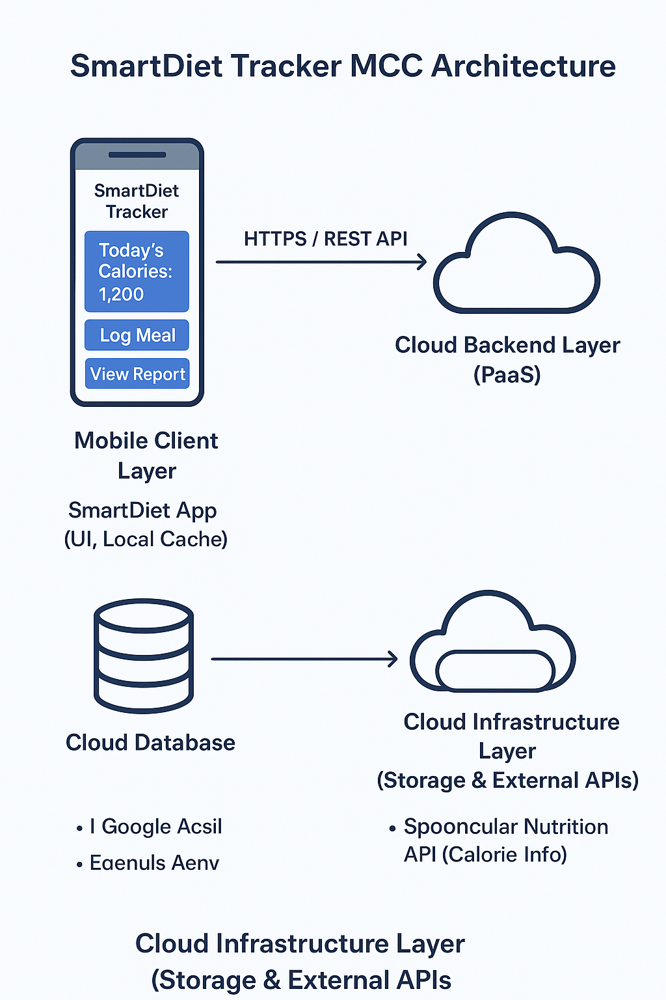 SmartDiet Tracker MCC Architecture
SmartDiet
Tracker
Today's
Calories:
1,200
Log Meal
View Report
HTTPS / REST API
Cloud Backend Layer
(PaaS)
Mobile Client
Layer
SmartDiet App
(UI, Local Cache)
Cloud Database
Cloud Infrastructure
Layer
(Storage & External APIs)
• I Google Acsil
• Eaenuls Aenv
• Spooncular Nutrition
API (Calorie Info)
Cloud Infrastructure Layer
(Storage & External APIs